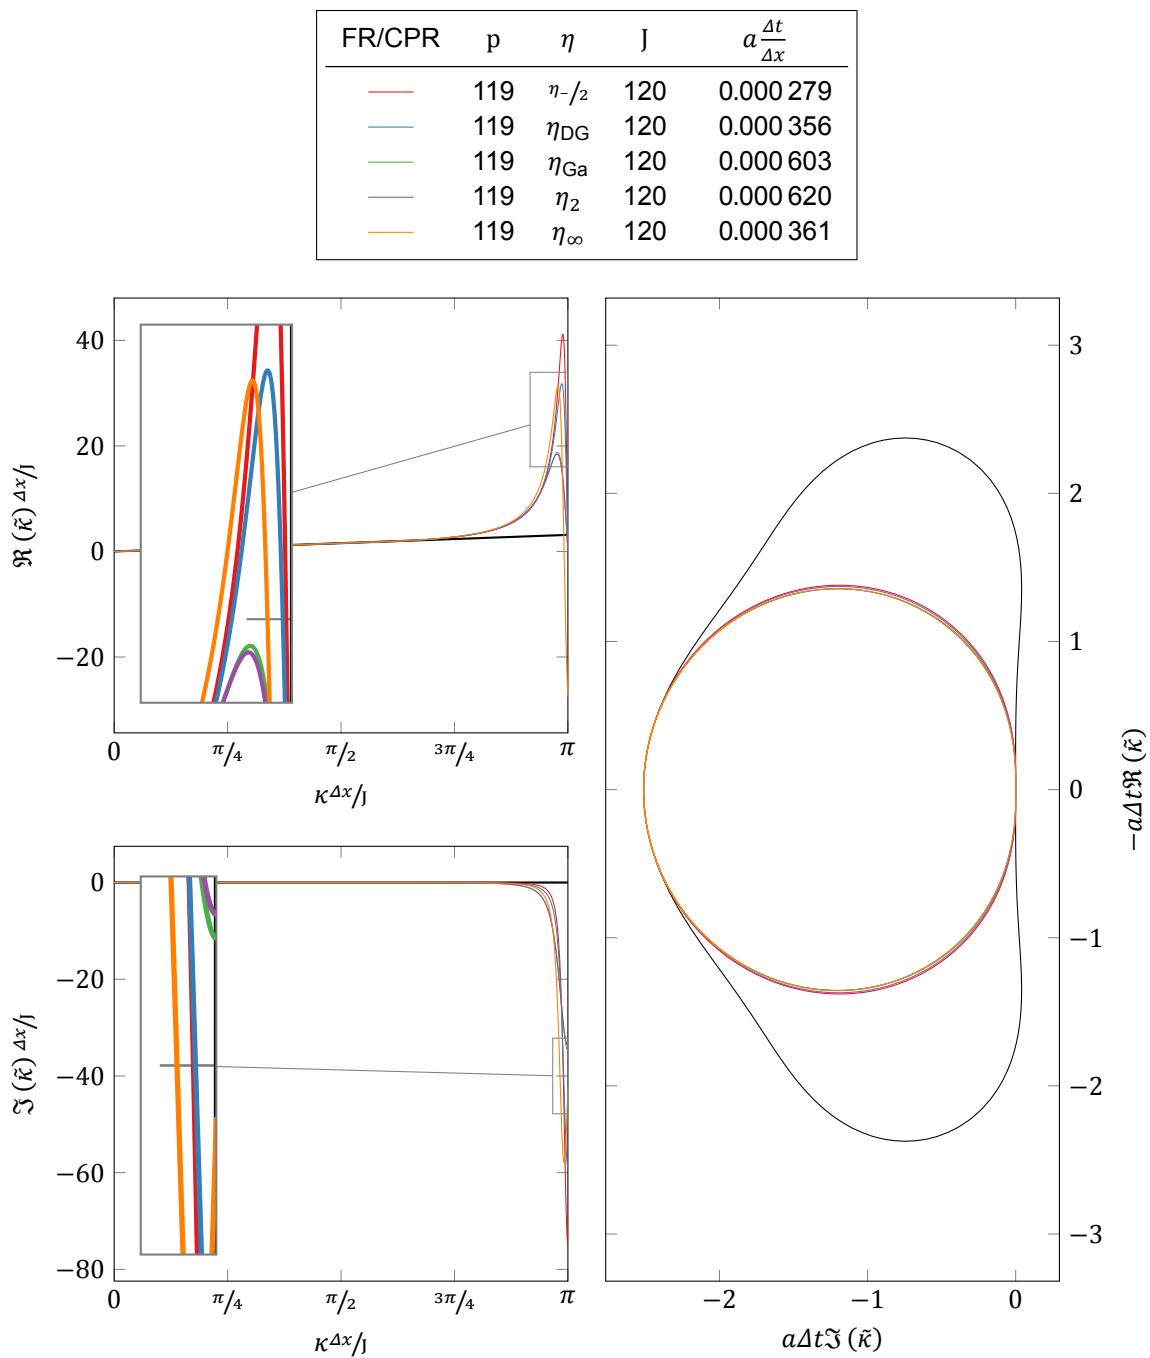 FR/CPR p η J a Δt/Δx
119 η₋/2 120 0.000 279
119 ηDG 120 0.000 356
119 ηGa 120 0.000 603
119 η₂ 120 0.000 620
119 η∞ 120 0.000 361
40
20
0
−20
ℜ (κ̃) Δx/J
0 π/4 π/2 3π/4 π
κ Δx/J
0
−20
−40
−60
−80
ℑ (κ̃) Δx/J
0 π/4 π/2 3π/4 π
κ Δx/J
3
2
1
0
−1
−2
−3
−aΔtℜ (κ̃)
−2 −1 0
aΔtℑ (κ̃)